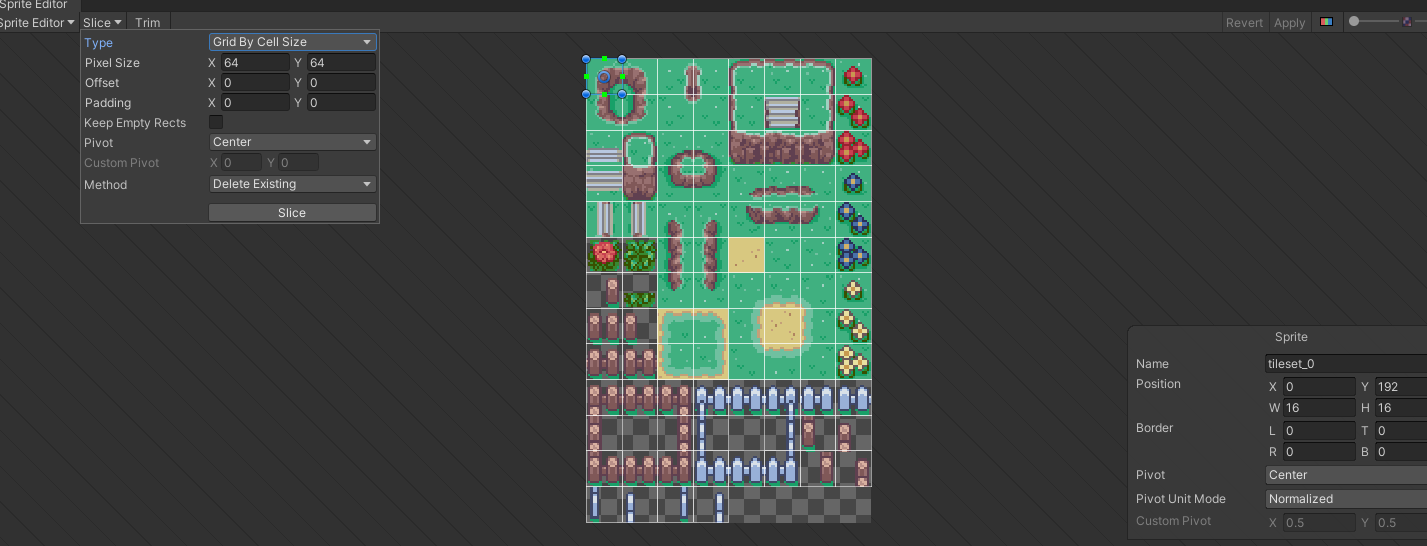 Sprite Editor
Sprite Editor Slice Trim Revert Apply
Type Grid By Cell Size
Pixel Size X 64 Y 64
Offset X 0 Y 0
Padding X 0 Y 0
Keep Empty Rects
Pivot Center
Custom Pivot X 0 Y 0
Method Delete Existing
Slice
Sprite
Name tileset_0
Position X 0 Y 192
W 16 H 16
Border L 0 T 0
R 0 B 0
Pivot Center
Pivot Unit Mode Normalized
Custom Pivot X 0.5 Y 0.5